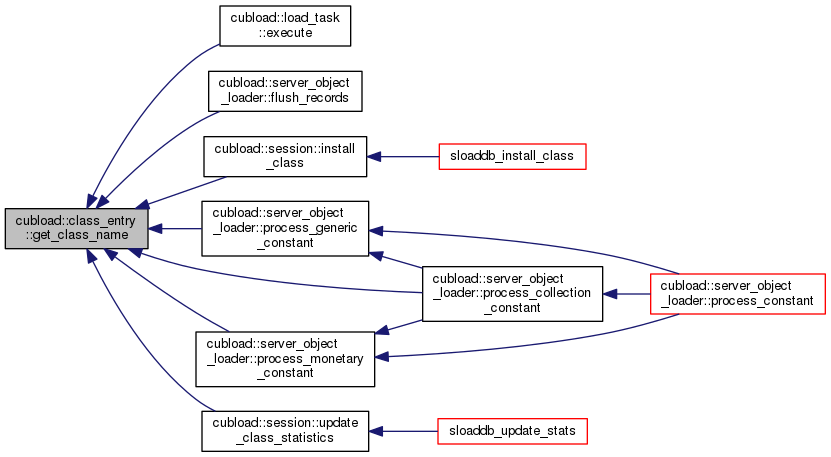 cubload::load_task
::execute
cubload::server_object
_loader::flush_records
cubload::session::install
_class
sloaddb_install_class
cubload::class_entry
::get_class_name
cubload::server_object
_loader::process_generic
_constant
cubload::server_object
_loader::process_collection
_constant
cubload::server_object
_loader::process_constant
cubload::server_object
_loader::process_monetary
_constant
cubload::session::update
_class_statistics
sloaddb_update_stats